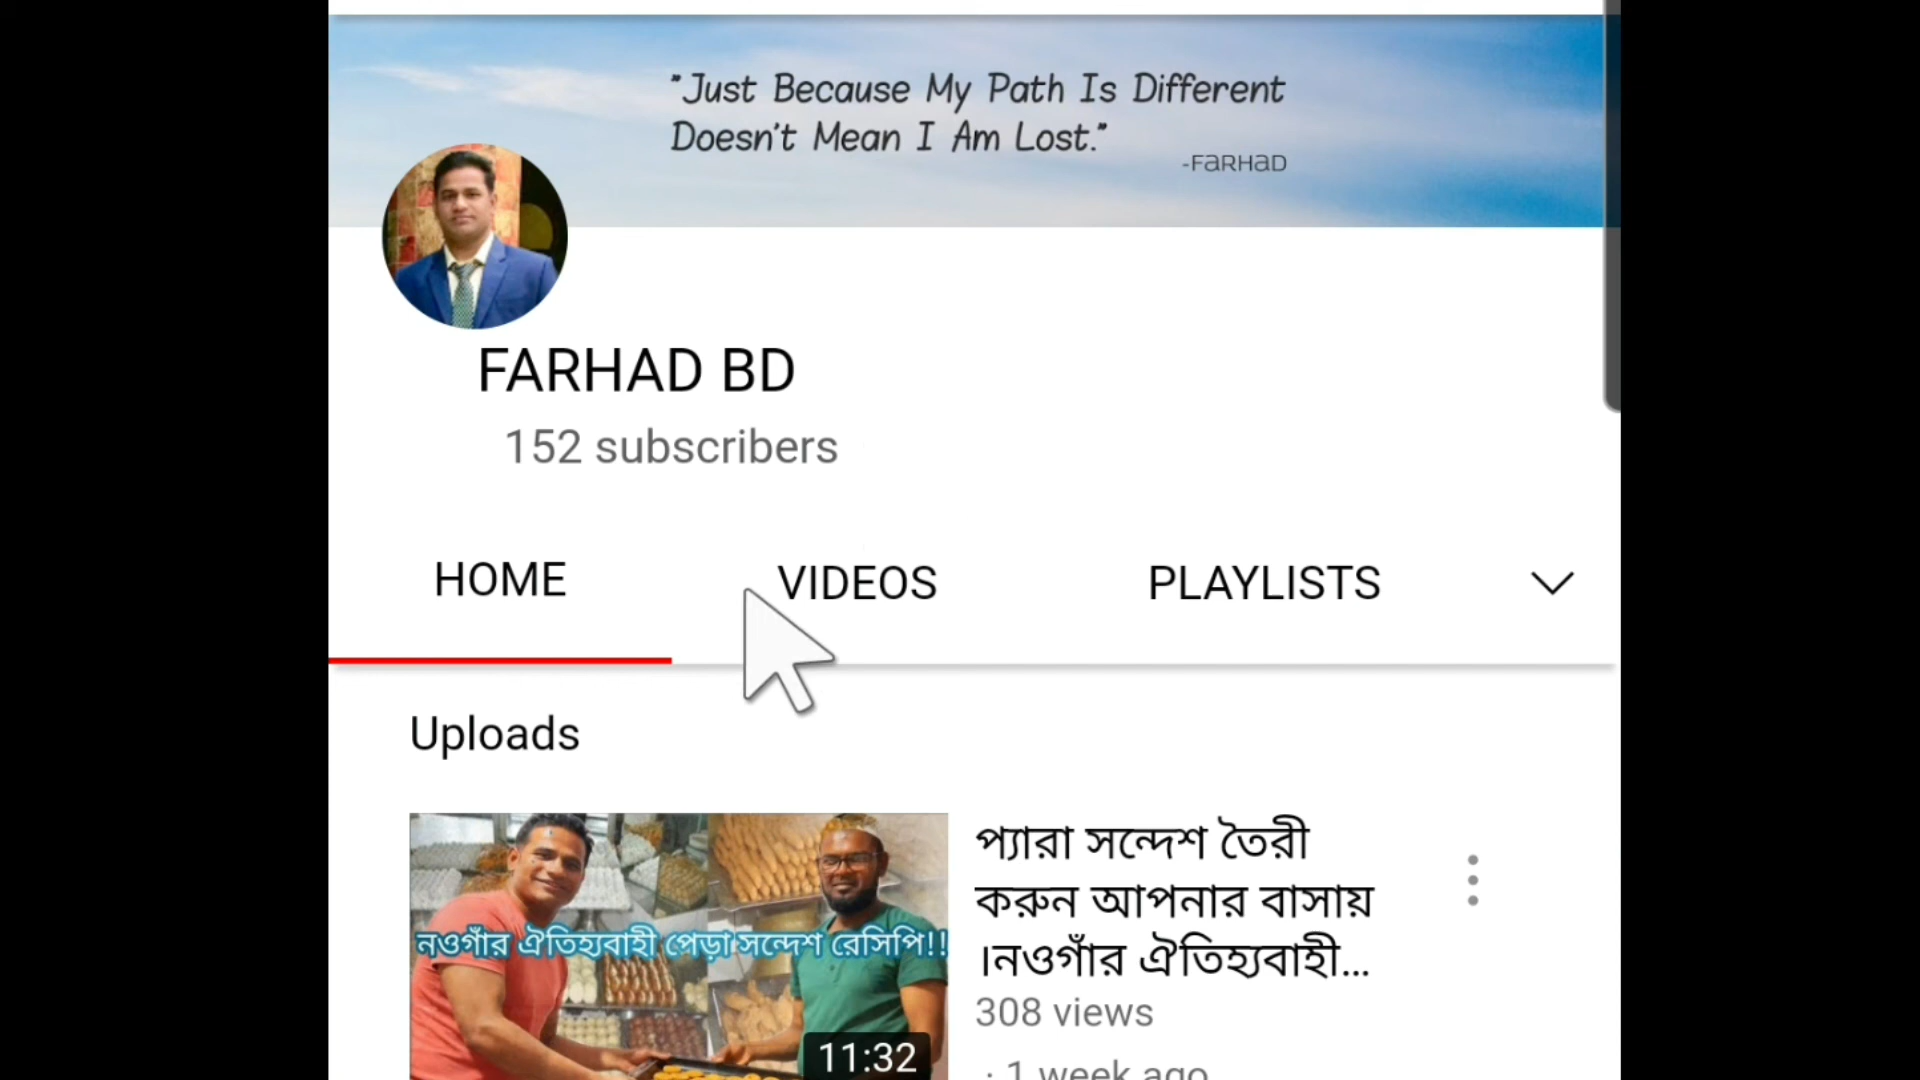 "Just Because My Path Is Different
Doesn't Mean I Am Lost."
-FARHAD
FARHAD BD
152 subscribers
HOME
VIDEOS
PLAYLISTS
Uploads
নওগাঁর ঐতিহ্যবাহী পেড়া সন্দেশ রেসিপি!!
11:32
প্যারা সন্দেশ তৈরী
করুন আপনার বাসায়
।নওগাঁর ঐতিহ্যবাহী...
308 views
· 1 week ago